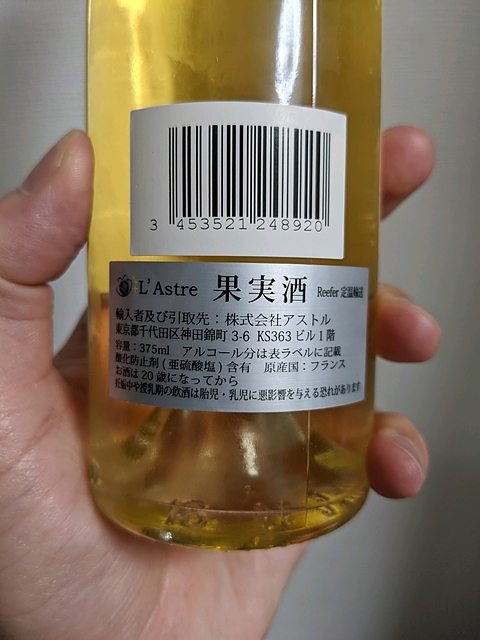 3 453521 248920
L'Astre 果実酒 Reefer 定温輸送
輸入者及び引取先：株式会社アストル
東京都千代田区神田錦町 3-6 KS363 ビル 1 階
容量：375ml アルコール分は表ラベルに記載
酸化防止剤 ( 亜硫酸塩 ) 含有 原産国：フランス
お酒は 20 歳になってから
妊娠中や授乳期の飲酒は胎児・乳児に悪影響を与える恐れがあります